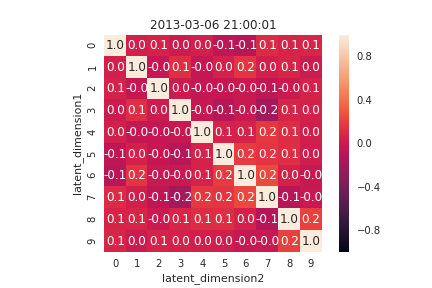 2013-03-06 21:00:01
latent_dimension1
0 1.0 0.0 0.1 0.0 0.0 -0.1 -0.1 0.1 0.1 0.1
1 0.0 1.0 -0.0 0.1 -0.0 0.0 0.2 0.0 0.1 0.0
2 0.1 -0.0 1.0 0.0 -0.0 -0.0 -0.0 -0.1 -0.0 0.1
3 0.0 0.1 0.0 1.0 -0.0 -0.1 -0.0 -0.2 0.1 0.0
4 0.0 -0.0 -0.0 -0.0 1.0 0.1 0.1 0.2 0.1 0.0
5 -0.1 0.0 -0.0 -0.1 0.1 1.0 0.2 0.2 0.1 0.0
6 -0.1 0.2 -0.0 -0.0 0.1 0.2 1.0 0.2 0.0 -0.0
7 0.1 0.0 -0.1 -0.2 0.2 0.2 0.2 1.0 -0.1 -0.0
8 0.1 0.1 -0.0 0.1 0.1 0.1 0.0 -0.1 1.0 0.2
9 0.1 0.0 0.1 0.0 0.0 0.0 -0.0 -0.0 0.2 1.0
0 1 2 3 4 5 6 7 8 9
latent_dimension2
0.8
0.4
0.0
-0.4
-0.8